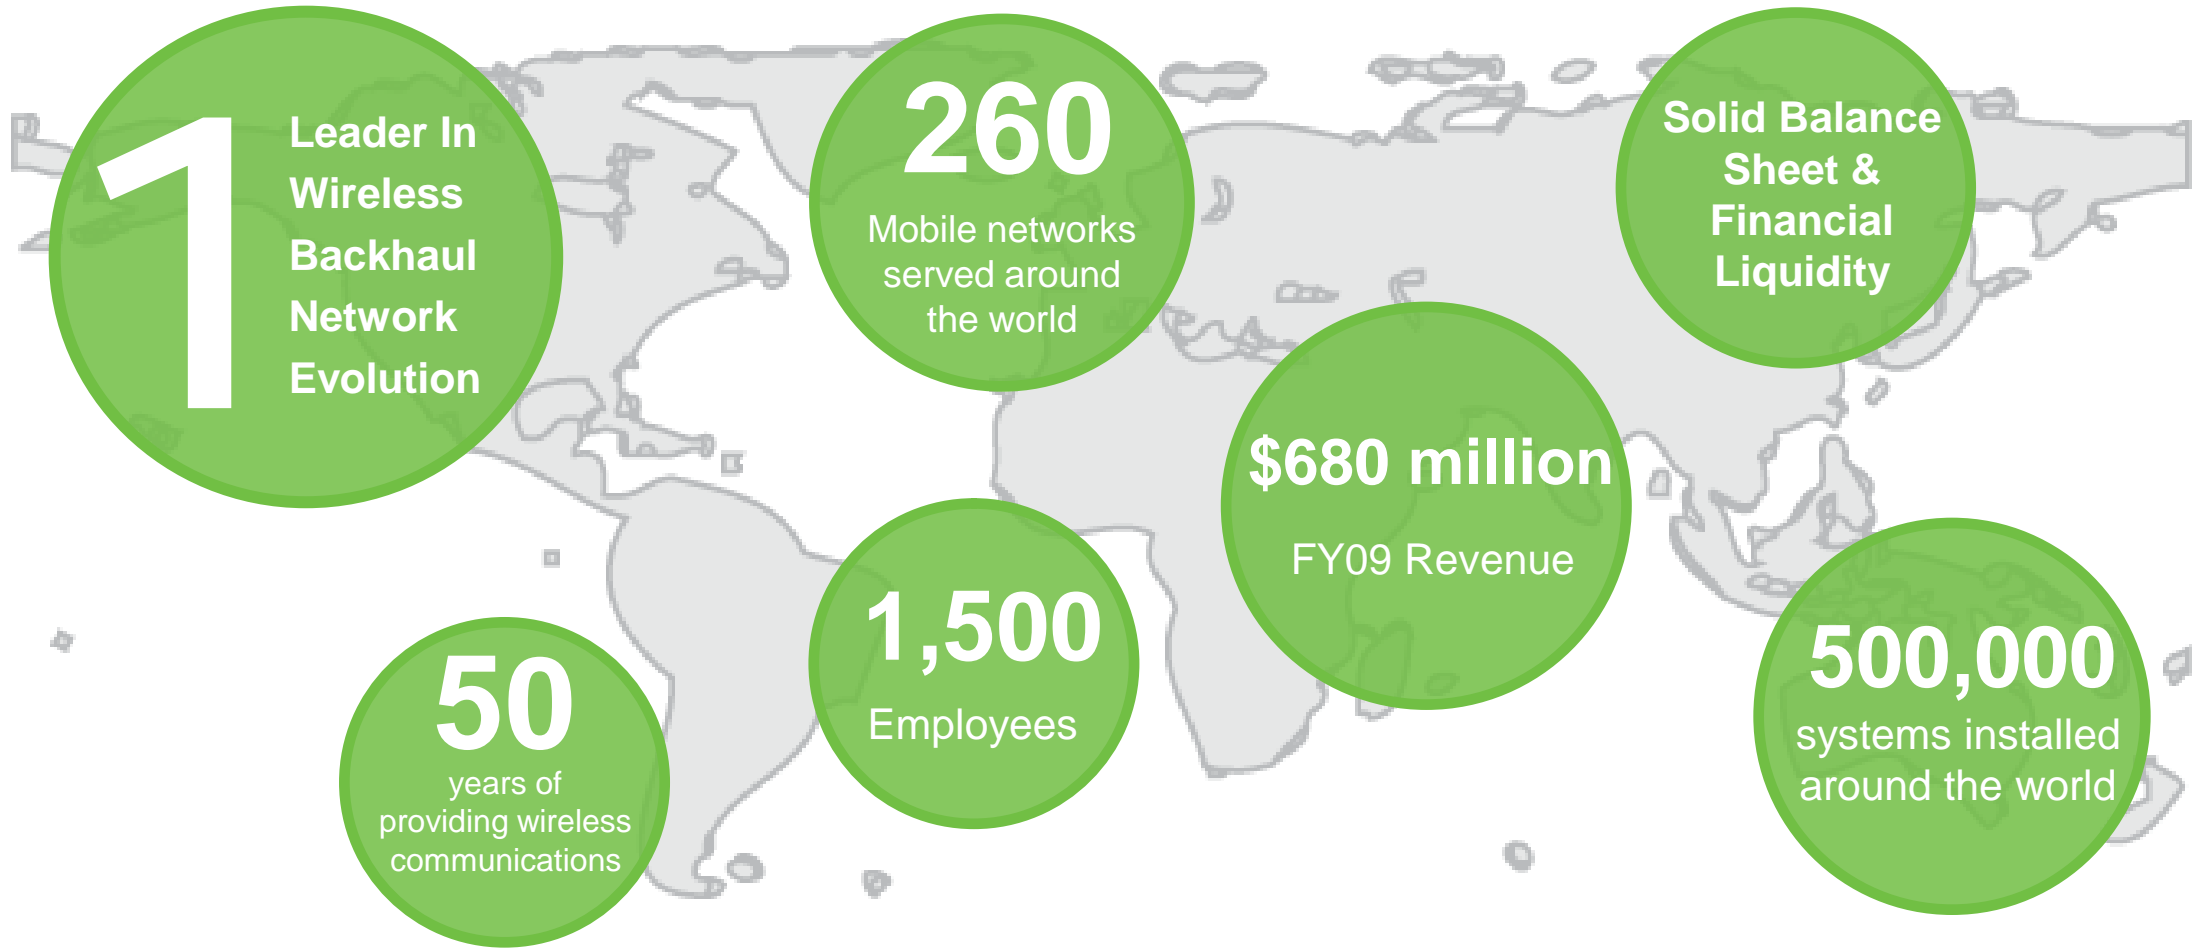 1
Leader In
Wireless
Backhaul
Network
Evolution
260
Mobile networks
served around
the world
Solid Balance
Sheet &
Financial
Liquidity
$680 million
FY09 Revenue
50
years of
providing wireless
communications
1,500
Employees
500,000
systems installed
around the world